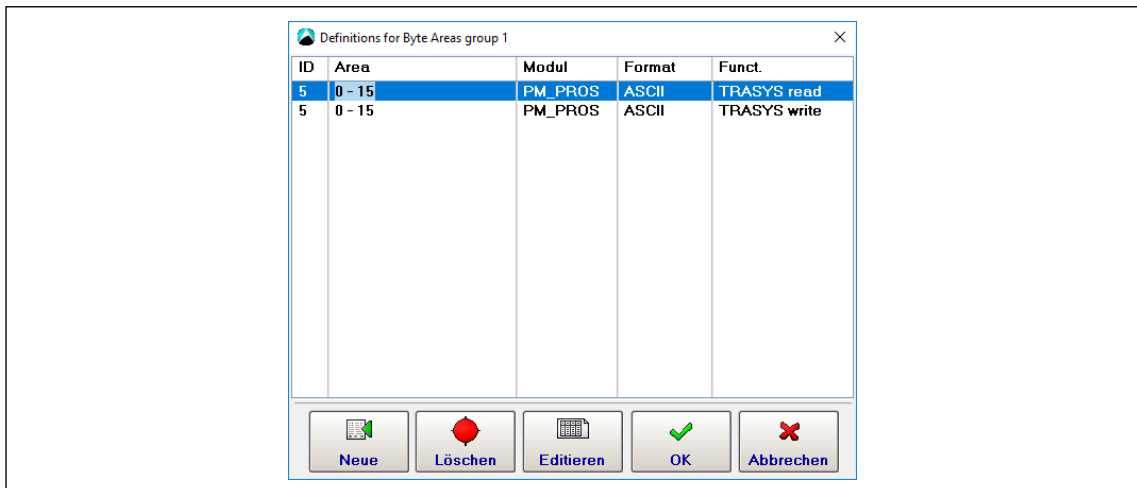 Definitions for Byte Areas group 1
ID Area Modul Format Funct.
5 0 - 15 PM_PROS ASCII TRASYS read
5 0 - 15 PM_PROS ASCII TRASYS write
Neue Löschen Editieren OK Abbrechen